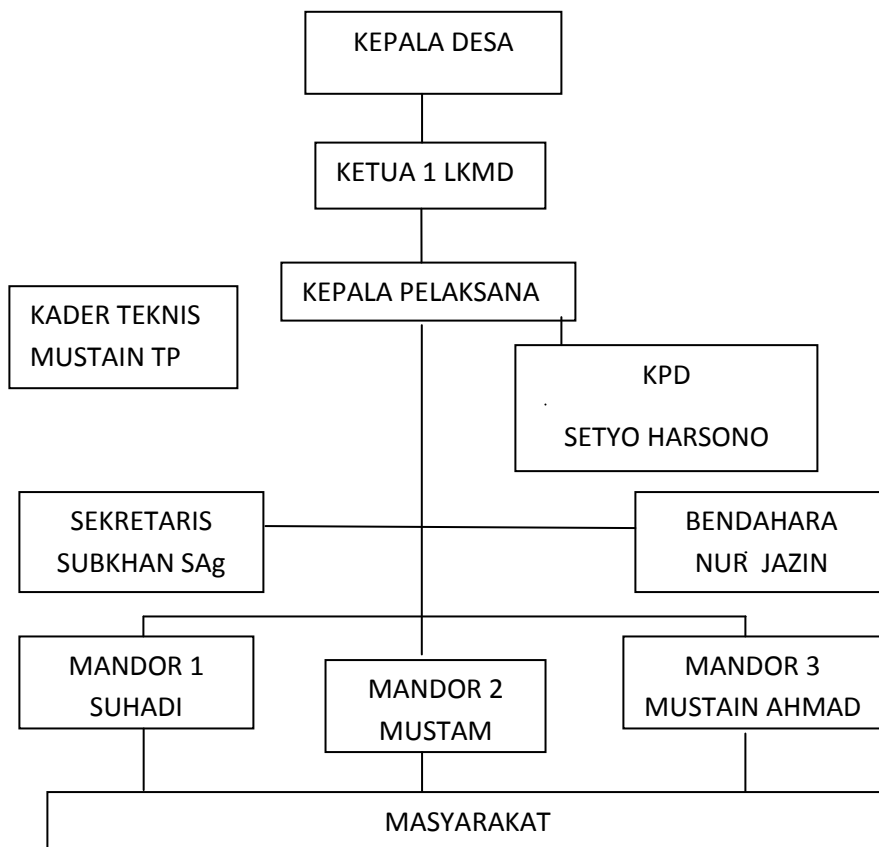 KEPALA DESA
KETUA 1 LKMD
KEPALA PELAKSANA
KADER TEKNIS
MUSTAIN TP
KPD
SETYO HARSONO
SEKRETARIS
SUBKHAN SAg
BENDAHARA
NUR JAZIN
MANDOR 1
SUHADI
MANDOR 2
MUSTAM
MANDOR 3
MUSTAIN AHMAD
MASYARAKAT